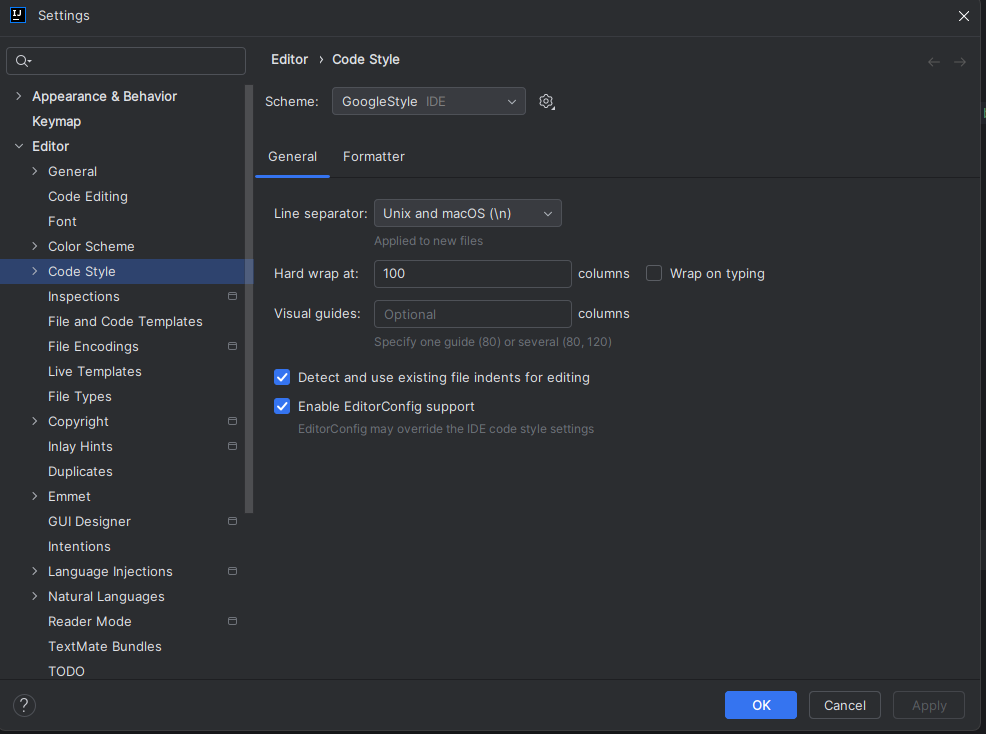 Settings
Editor › Code Style
Scheme: GoogleStyle IDE
General Formatter
Appearance & Behavior
Keymap
Editor
General
Code Editing
Font
Color Scheme
Code Style
Inspections
File and Code Templates
File Encodings
Live Templates
File Types
Copyright
Inlay Hints
Duplicates
Emmet
GUI Designer
Intentions
Language Injections
Natural Languages
Reader Mode
TextMate Bundles
TODO
Line separator: Unix and macOS (\n)
Applied to new files
Hard wrap at: 100 columns Wrap on typing
Visual guides: Optional columns
Specify one guide (80) or several (80, 120)
Detect and use existing file indents for editing
Enable EditorConfig support
EditorConfig may override the IDE code style settings
? OK Cancel Apply